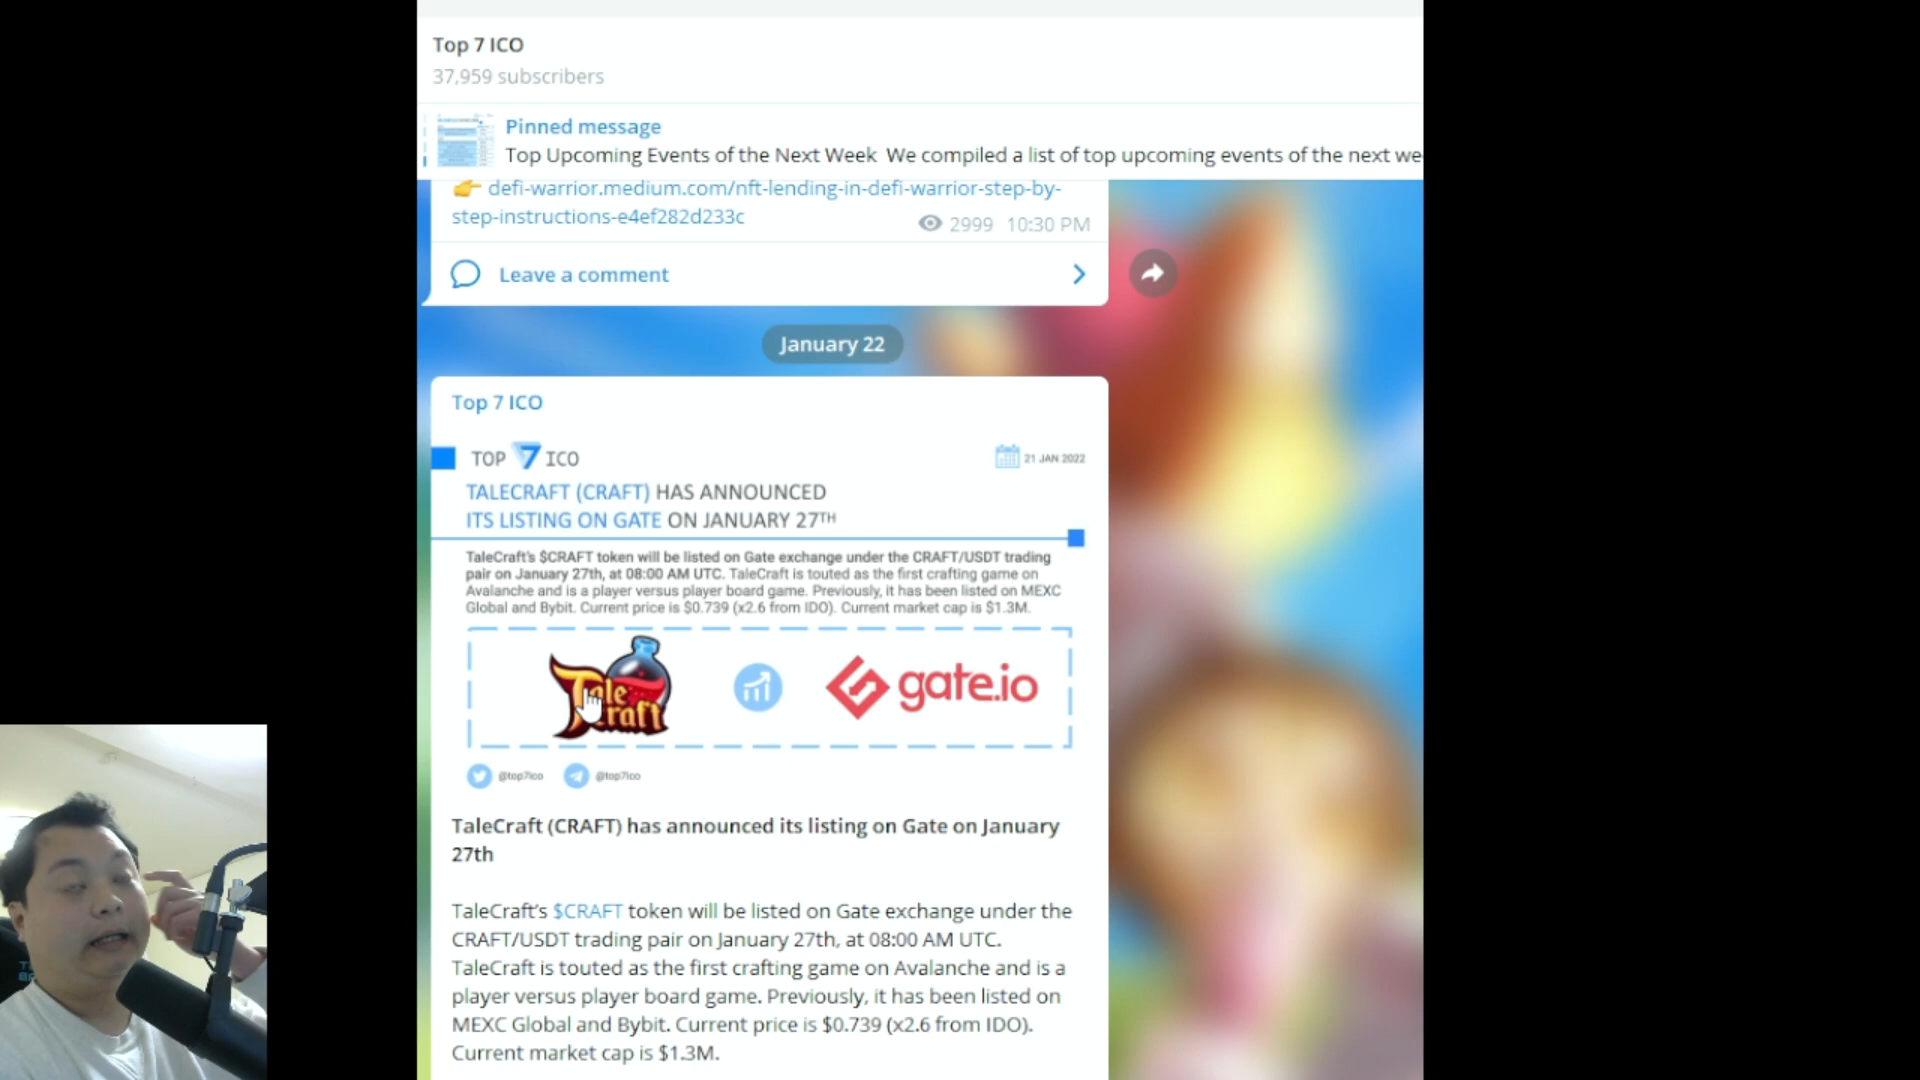 Top 7 ICO
37,959 subscribers
Pinned message
Top Upcoming Events of the Next Week We compiled a list of top upcoming events of the next we
👉 defi-warrior.medium.com/nft-lending-in-defi-warrior-step-by-
step-instructions-e4ef282d233c
2999 10:30 PM
Leave a comment
January 22
Top 7 ICO
TOP 7 ICO
21 JAN 2022
TALECRAFT (CRAFT) HAS ANNOUNCED
ITS LISTING ON GATE ON JANUARY 27TH
TaleCraft's $CRAFT token will be listed on Gate exchange under the CRAFT/USDT trading
pair on January 27th, at 08:00 AM UTC. TaleCraft is touted as the first crafting game on
Avalanche and is a player versus player board game. Previously, it has been listed on MEXC
Global and Bybit. Current price is $0.739 (x2.6 from IDO). Current market cap is $1.3M.
Tale
Craft
gate.io
@top7ico @top7ico
TaleCraft (CRAFT) has announced its listing on Gate on January
27th
TaleCraft's $CRAFT token will be listed on Gate exchange under the
CRAFT/USDT trading pair on January 27th, at 08:00 AM UTC.
TaleCraft is touted as the first crafting game on Avalanche and is a
player versus player board game. Previously, it has been listed on
MEXC Global and Bybit. Current price is $0.739 (x2.6 from IDO).
Current market cap is $1.3M.